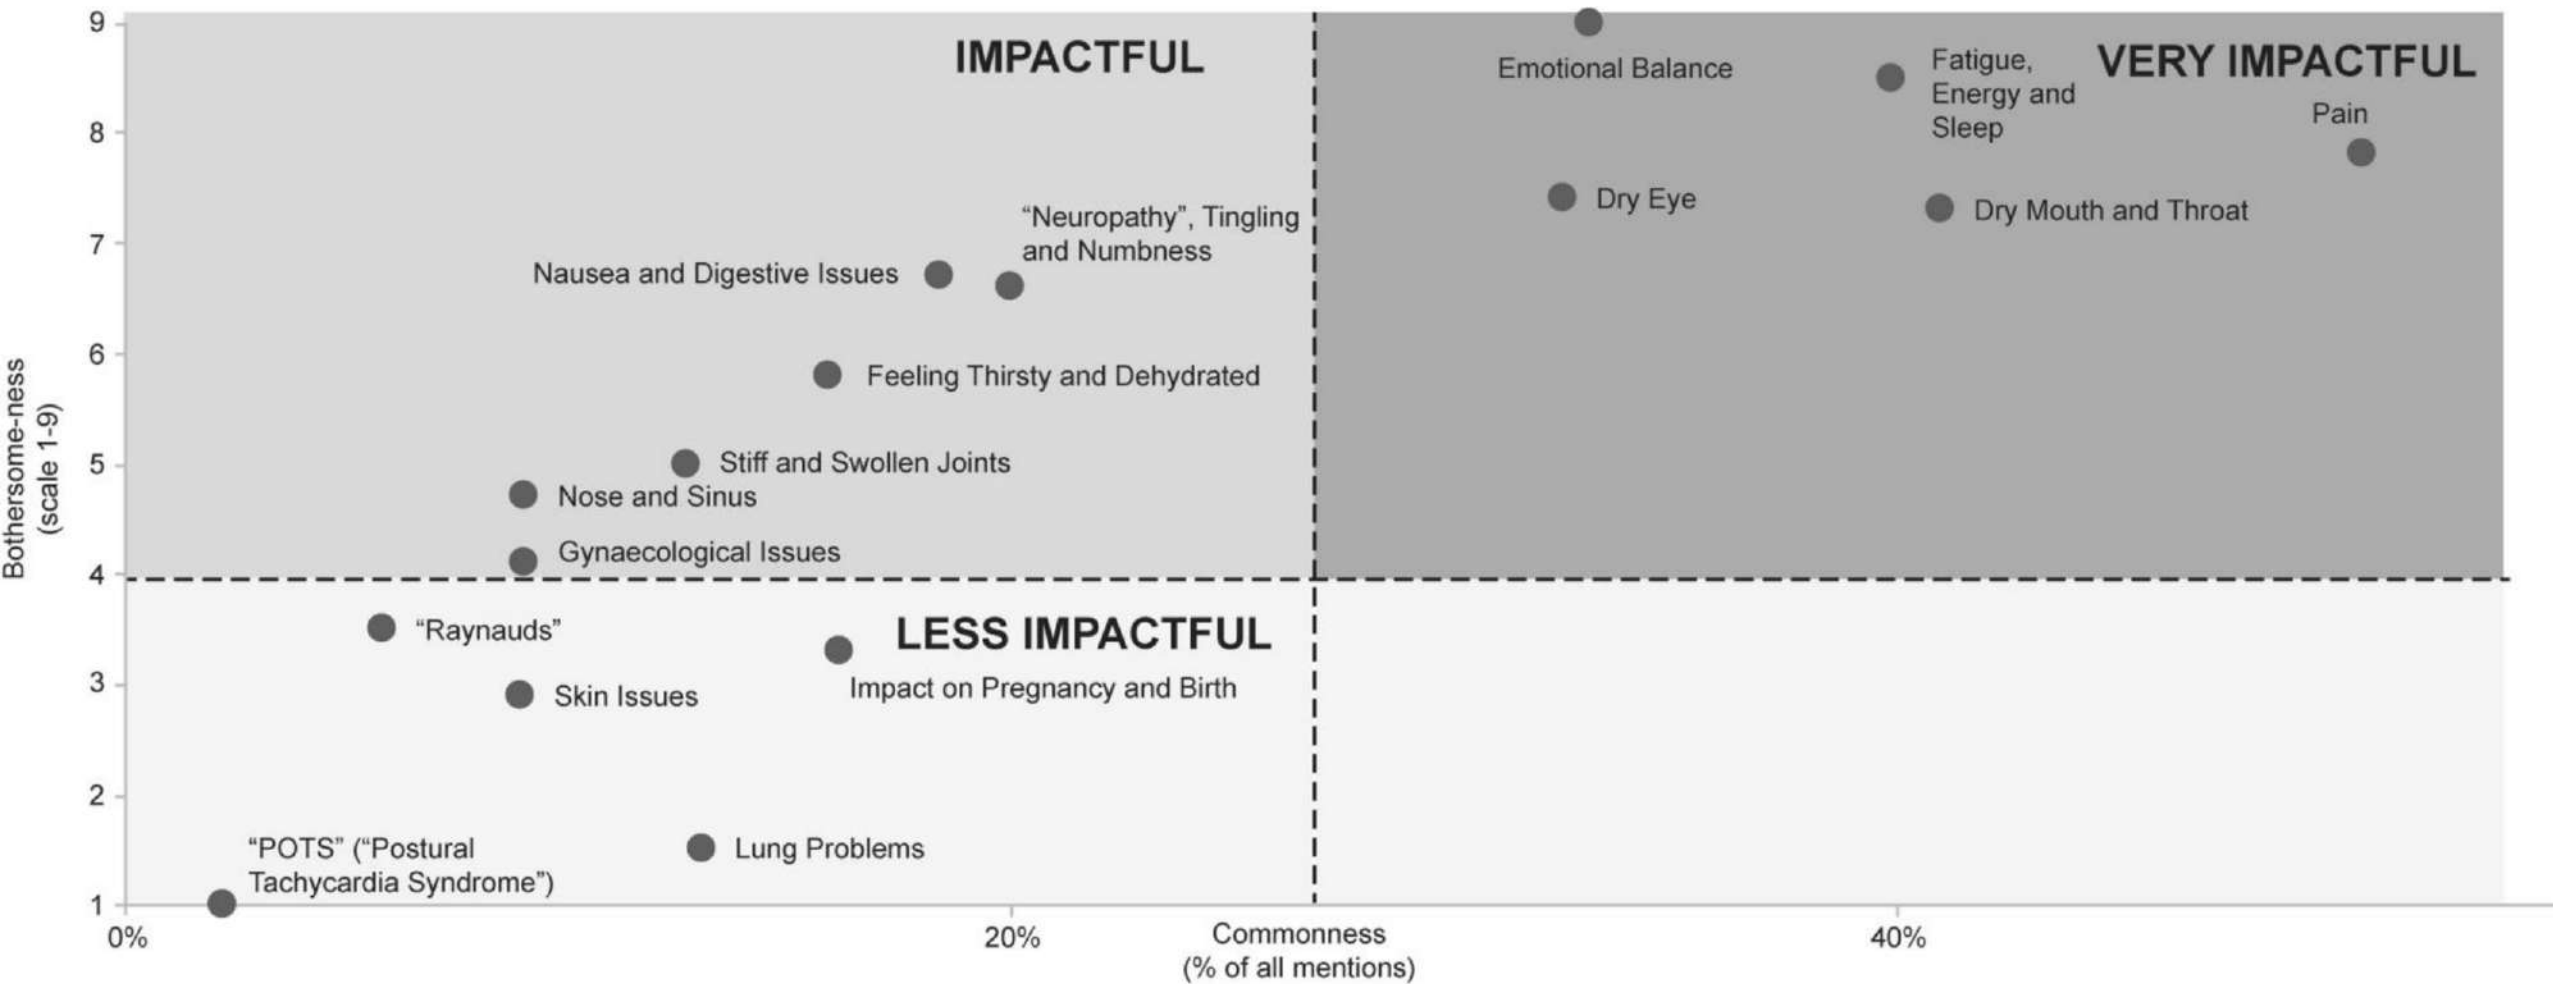 9
IMPACTFUL
Emotional Balance
Fatigue,
Energy and
Sleep
VERY IMPACTFUL
Pain
8
Dry Eye
Dry Mouth and Throat
“Neuropathy”, Tingling
and Numbness
7
Nausea and Digestive Issues
6
Feeling Thirsty and Dehydrated
Bothersome-ness
(scale 1-9)
5
Stiff and Swollen Joints
Nose and Sinus
Gynaecological Issues
4
“Raynauds”
LESS IMPACTFUL
3
Skin Issues
Impact on Pregnancy and Birth
2
“POTS” (“Postural
Tachycardia Syndrome”)
Lung Problems
1
0%
20%
Commonness
(% of all mentions)
40%